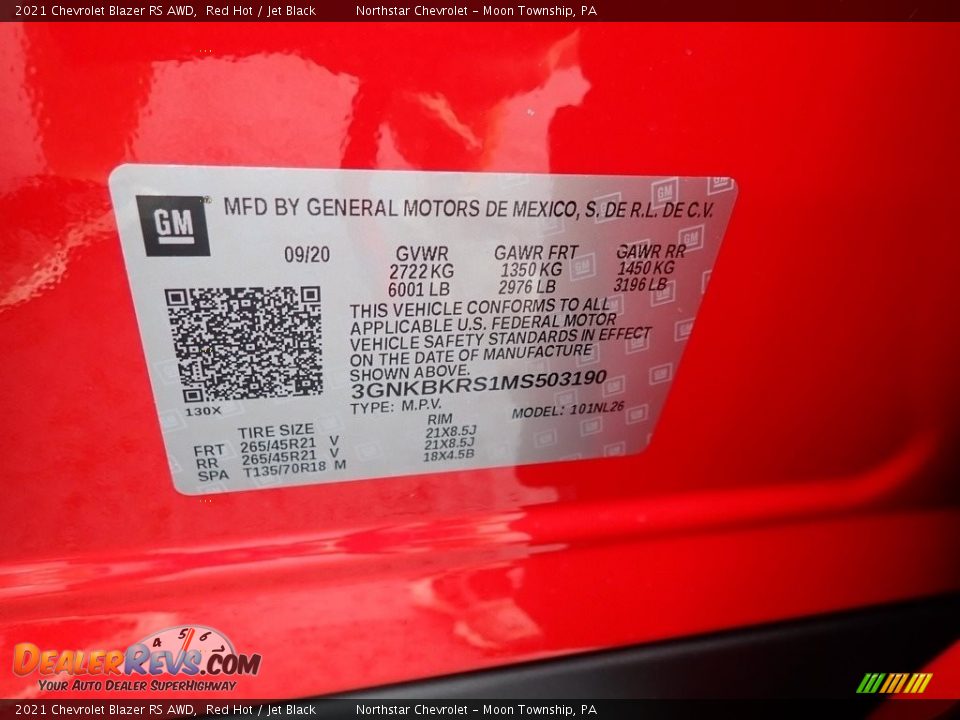 2021 Chevrolet Blazer RS AWD,  Red Hot / Jet Black        Northstar Chevrolet - Moon Township, PA
GM MFD BY GENERAL MOTORS DE MEXICO, S. DE R.L. DE C.V.
09/20 GVWR GAWR FRT GAWR RR
2722 KG 1350 KG 1450 KG
6001 LB 2976 LB 3196 LB
THIS VEHICLE CONFORMS TO ALL
APPLICABLE U.S. FEDERAL MOTOR
VEHICLE SAFETY STANDARDS IN EFFECT
ON THE DATE OF MANUFACTURE
SHOWN ABOVE.
3GNKBKRS1MS503190
130X
TYPE: M.P.V. MODEL: 101NL26
TIRE SIZE RIM
FRT 265/45R21 V 21X8.5J
RR 265/45R21 V 21X8.5J
SPA T135/70R18 M 18X4.5B
4 5 6
DEALERREVS.COM
YOUR AUTO DEALER SUPERHIGHWAY
2021 Chevrolet Blazer RS AWD,  Red Hot / Jet Black        Northstar Chevrolet - Moon Township, PA